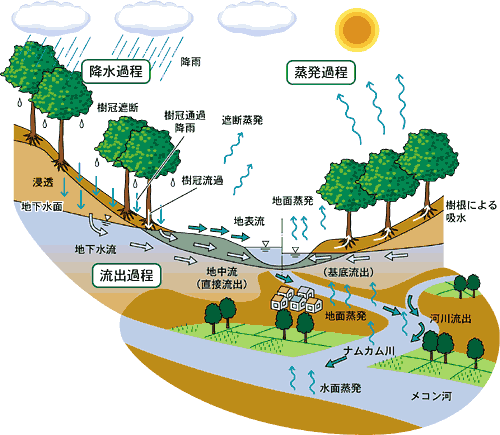 降雨
降水過程
蒸発過程
樹冠遮断
樹冠通過
降雨
遮断蒸発
樹冠流過
浸透
地面蒸発
樹根による
吸水
地下水面
地表流
地下水流
流出過程
地中流
(直接流出)
(基底流出)
地面蒸発
河川流出
ナムカム川
水面蒸発
メコン河